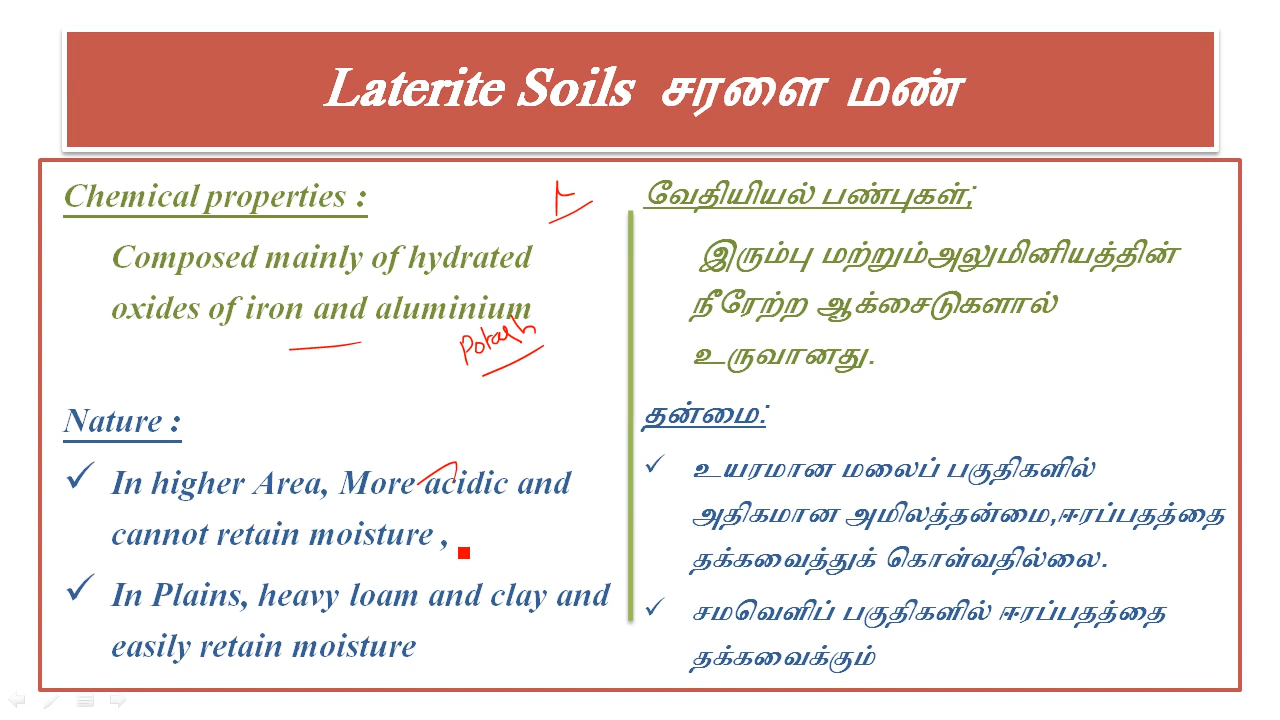 Laterite Soils சரளை மண்
Chemical properties :
Composed mainly of hydrated
oxides of iron and aluminium
Potash
Nature :
✓ In higher Area, More acidic and
cannot retain moisture ,
✓ In Plains, heavy loam and clay and
easily retain moisture
வேதியியல் பண்புகள்;
இரும்பு மற்றும்அலுமினியத்தின்
நீரேற்ற ஆக்சைடுகளால்
உருவானது.
தன்மை:
✓ உயரமான மலைப் பகுதிகளில்
அதிகமான அமிலத்தன்மை,ஈரப்பதத்தை
தக்கவைத்துக் கொள்வதில்லை.
✓ சமவெளிப் பகுதிகளில் ஈரப்பதத்தை
தக்கவைக்கும்